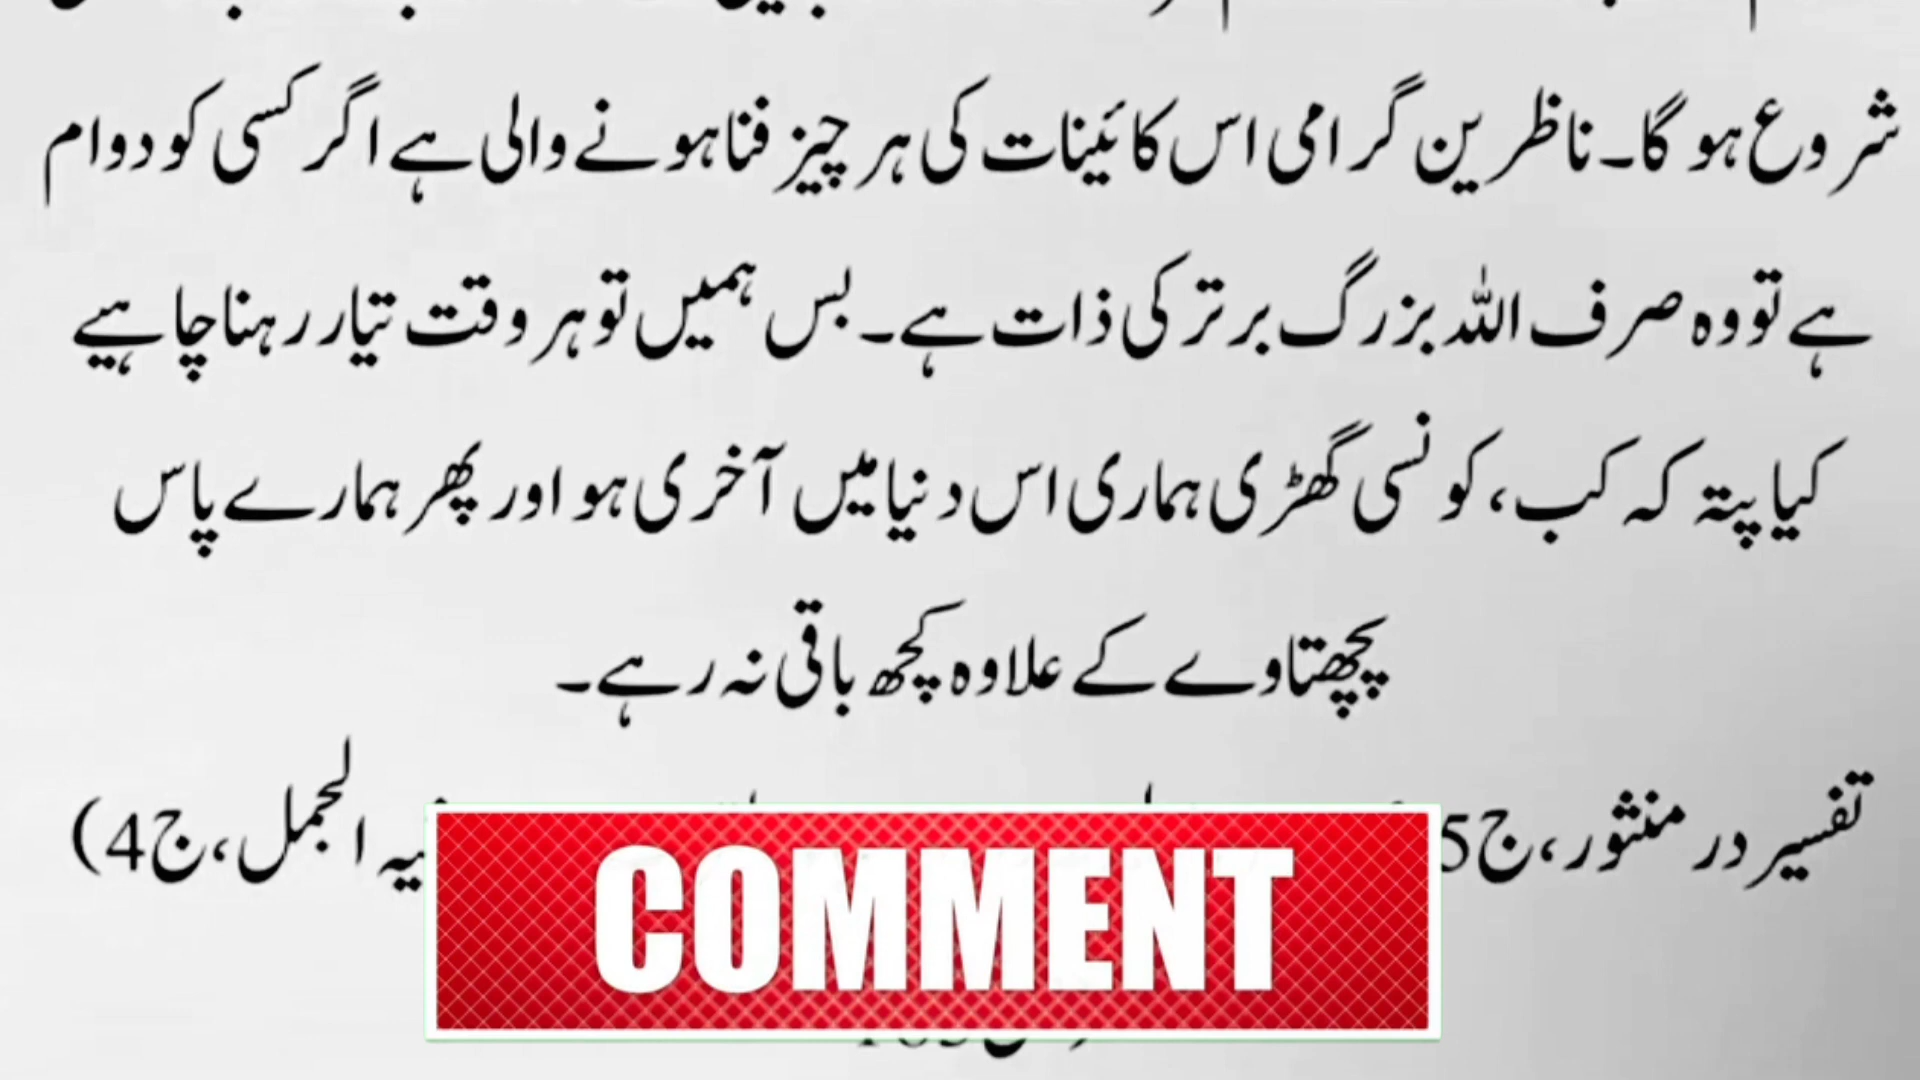 شروع ہو گا۔ ناظرین گرامی اس کائینات کی ہر چیز فنا ہونے والی ہے اگر کسی کو دوام
ہے تو وہ صرف اللہ بزرگ برتر کی ذات ہے۔ بس ہمیں تو ہر وقت تیار رہنا چاہیے
کیا پتہ کہ کب، کونسی گھڑی ہماری اس دنیا میں آخری ہو اور پھر ہمارے پاس
پچھتاوے کے علاوہ کچھ باقی نہ رہے۔
تفسیر در منثور، ج5 الجمل، ج4)
COMMENT